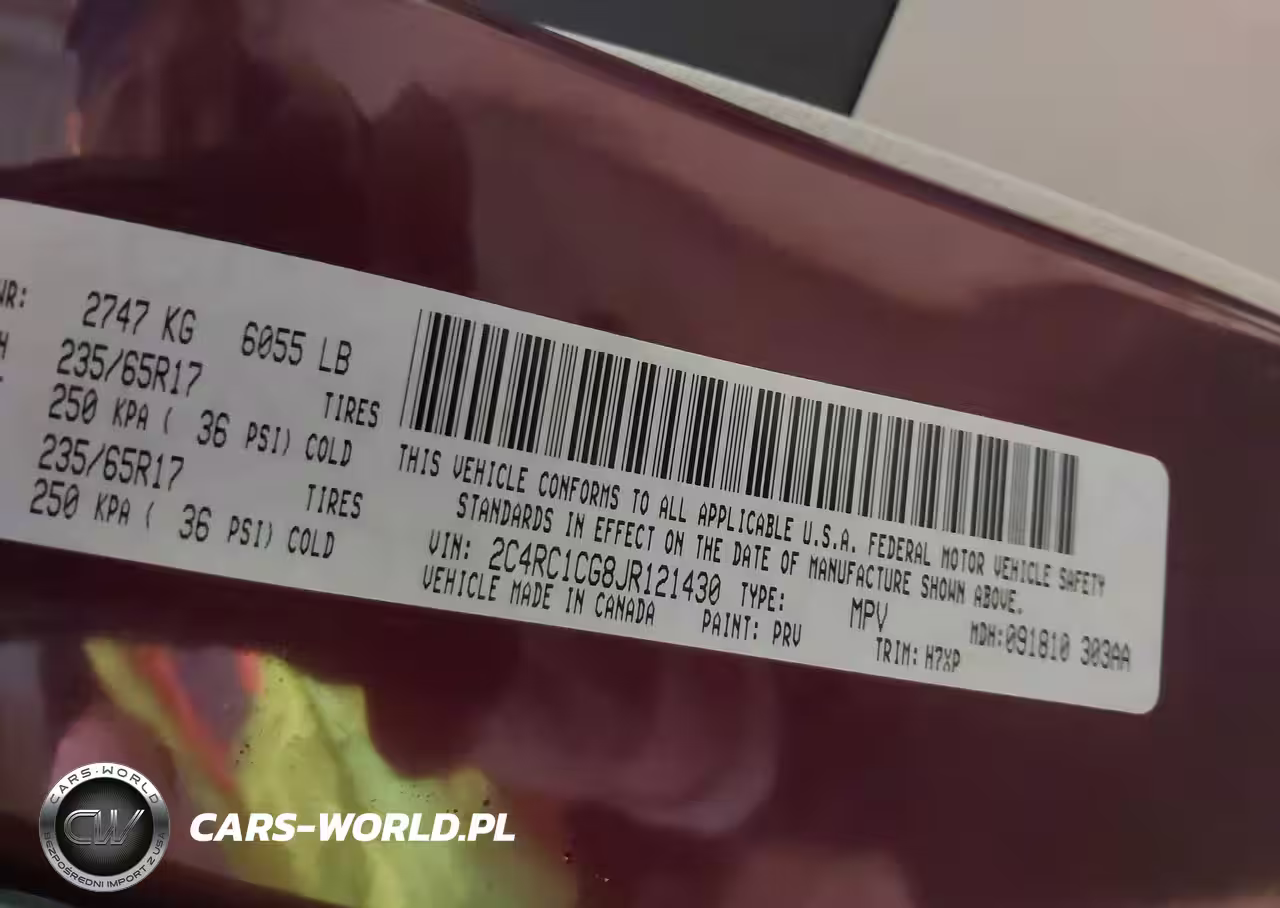 WR: 2747 KG 6055 LB
H 235/65R17 TIRES
250 KPA ( 36 PSI) COLD
235/65R17 TIRES
250 KPA ( 36 PSI) COLD
THIS VEHICLE CONFORMS TO ALL APPLICABLE U.S.A. FEDERAL MOTOR VEHICLE SAFETY
STANDARDS IN EFFECT ON THE DATE OF MANUFACTURE SHOWN ABOVE.
VIN: 2C4RC1CG8JR121430 TYPE: MPV MDH:091810 303AA
VEHICLE MADE IN CANADA PAINT: PRV TRIM: H7XP
CARS-WORLD
CW
BEZPOŚREDNI IMPORT Z USA
CARS-WORLD.PL